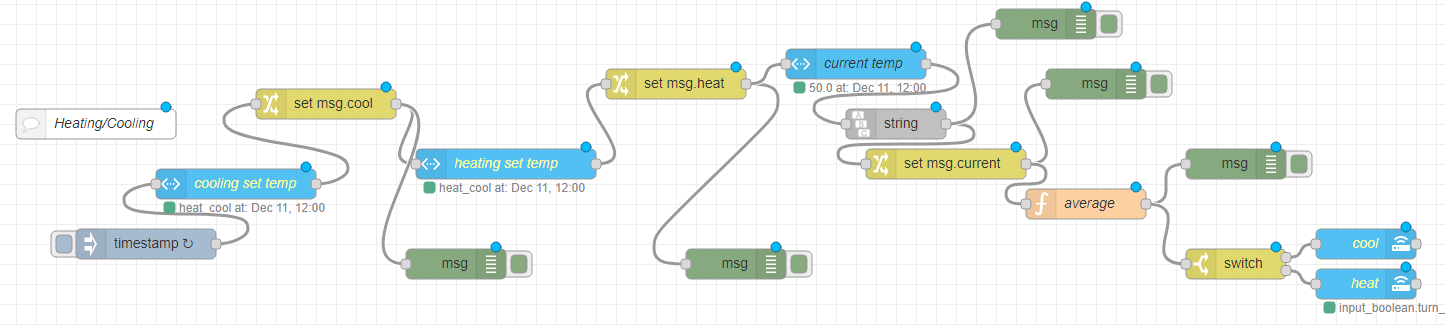 msg
current temp
50.0 at: Dec 11, 12:00
set msg.heat
msg
set msg.cool
Heating/Cooling
A
B
C
string
heating set temp
heat_cool at: Dec 11, 12:00
set msg.current
msg
cooling set temp
heat_cool at: Dec 11, 12:00
average
timestamp ↻
msg
msg
switch
cool
heat
input_boolean.turn_